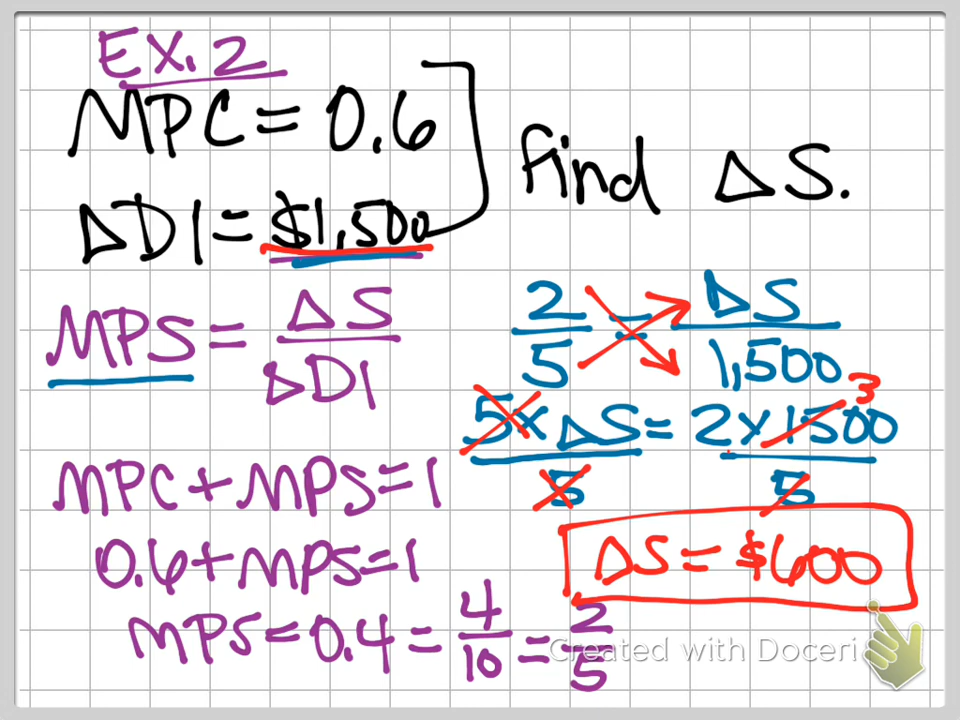 EX. 2
MPC = 0.6
ΔDI = $1,500
find ΔS.
MPS = ΔS / ΔDI
MPC + MPS = 1
0.6 + MPS = 1
MPS = 0.4 = 4/10 = 2/5
2/5 = ΔS / 1,500
5 x ΔS / 5 = 2 x 1500 / 5
3
ΔS = $600
Created with Doceri